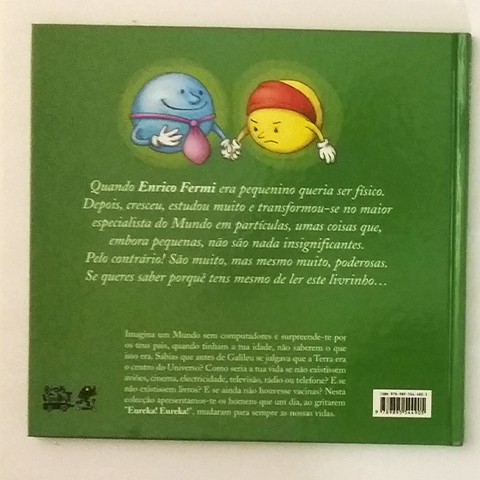 Quando Enrico Fermi era pequenino queria ser físico.
Depois, cresceu, estudou muito e transformou-se no maior
especialista do Mundo em partículas, umas coisas que,
embora pequenas, não são nada insignificantes.
Pelo contrário! São muito, mas mesmo muito, poderosas.
Se queres saber porquê tens mesmo de ler este livrinho...
Imagina um Mundo sem computadores e surpreende-te por
os teus pais, quando tinham a tua idade, não saberem o que
isso era. Sabias que antes de Galileu se julgava que a Terra era
o centro do Universo? Como seria a tua vida se não existissem
aviões, cinema, electricidade, televisão, rádio ou telefone? E se
não existissem livros? E se ainda não houvesse vacinas? Nesta
colecção apresentamos-te os homens que um dia, ao gritarem
"Eureka! Eureka!", mudaram para sempre as nossas vidas.